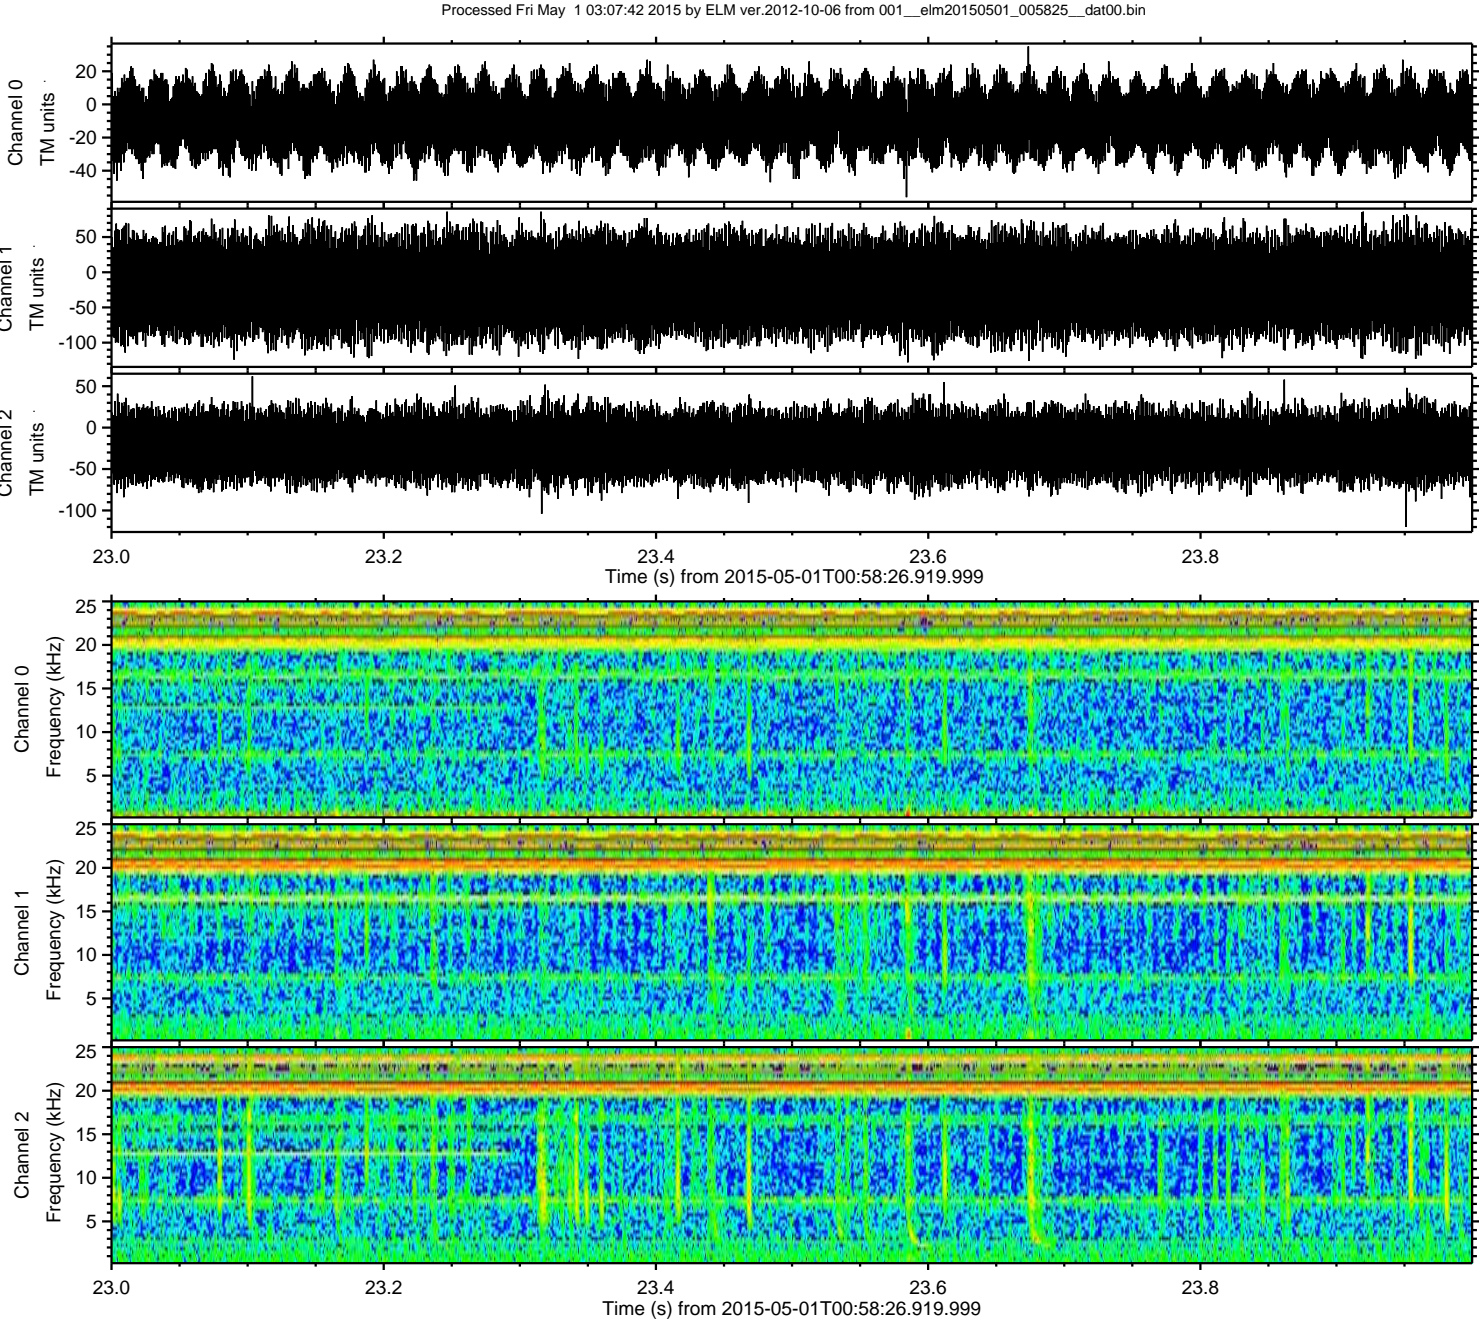 Processed Fri May  1 03:07:42 2015 by ELM ver.2012-10-06 from 001__elm20150501_005825__dat00.bin
Channel 0
TM units
20
0
-20
-40
Channel 1
TM units
50
0
-50
-100
Channel 2
TM units
50
0
-50
-100
23.0 23.2 23.4 23.6 23.8
Time (s) from 2015-05-01T00:58:26.919.999
Channel 0
Frequency (kHz)
25
20
15
10
5
Channel 1
Frequency (kHz)
25
20
15
10
5
Channel 2
Frequency (kHz)
25
20
15
10
5
23.0 23.2 23.4 23.6 23.8
Time (s) from 2015-05-01T00:58:26.919.999